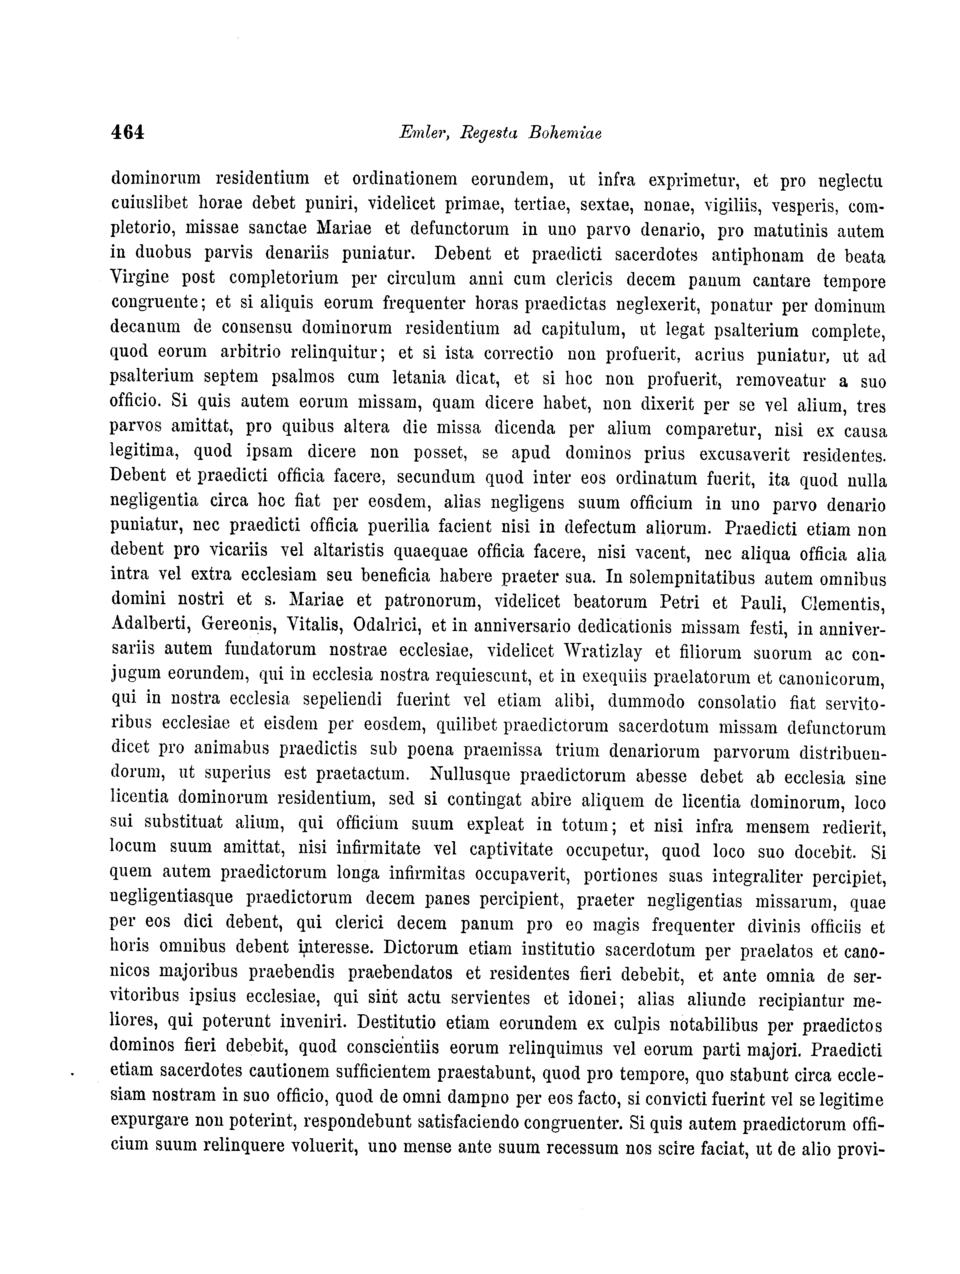 464 Emler, Regesta Bohemiae
dominorum residentium et ordinationem eorundem, ut infra exprimetur, et pro neglectu
cuiuslibet horae debet puniri, videlicet primae, tertiae, sextae, nonae, vigiliis, vesperis, com-
pletorio, missae sanctae Mariae et defunctorum in uno parvo denario, pro matutinis autem
in duobus parvis denariis puniatur. Debent et praedicti sacerdotes antiphonam de beata
Virgine post completorium per circulum anni cum clericis decem panum cantare tempore
congruente; et si aliquis eorum frequenter horas praedictas neglexerit, ponatur per dominum
decanum de consensu dominorum residentium ad capitulum, ut legat psalterium complete,
quod eorum arbitrio relinquitur; et si ista correctio non profuerit, acrius puniatur, ut ad
psalterium septem psalmos cum letania dicat, et si hoc non profuerit, removeatur a suo
officio. Si quis autem eorum missam, quam dicere habet, non dixerit per se vel alium, tres
parvos amittat, pro quibus altera die missa dicenda per alium comparetur, nisi ex causa
legitima, quod ipsam dicere non posset, se apud dominos prius excusaverit residentes.
Debent et praedicti officia facere, secundum quod inter eos ordinatum fuerit, ita quod nulla
negligentia circa hoc fiat per eosdem, alias negligens suum officium in uno parvo denario
puniatur, nec praedicti officia puerilia facient nisi in defectum aliorum. Praedicti etiam non
debent pro vicariis vel altaristis quaequae officia facere, nisi vacent, nec aliqua officia alia
intra vel extra ecclesiam seu beneficia habere praeter sua. In solempnitatibus autem omnibus
domini nostri et s. Mariae et patronorum, videlicet beatorum Petri et Pauli, Clementis,
Adalberti, Gereonis, Vitalis, Odalrici, et in anniversario dedicationis missam festi, in anniver-
sariis autem fundatorum nostrae ecclesiae, videlicet Wratizlay et filiorum suorum ac con-
jugum eorundem, qui in ecclesia nostra requiescunt, et in exequiis praelatorum et canonicorum,
qui in nostra ecclesia sepeliendi fuerint vel etiam alibi, dummodo consolatio fiat servito-
ribus ecclesiae et eisdem per eosdem, quilibet praedictorum sacerdotum missam defunctorum
dicet pro animabus praedictis sub poena praemissa trium denariorum parvorum distribuen-
dorum, ut superius est praetactum. Nullusque praedictorum abesse debet ab ecclesia sine
licentia dominorum residentium, sed si contingat abire aliquem de licentia dominorum, loco
sui substituat alium, qui officium suum expleat in totum; et nisi infra mensem redierit,
locum suum amittat, nisi infirmitate vel captivitate occupetur, quod loco suo docebit. Si
quem autem praedictorum longa infirmitas occupaverit, portiones suas integraliter percipiet,
negligentiasque praedictorum decem panes percipient, praeter negligentias missarum, quae
per eos dici debent, qui clerici decem panum pro eo magis frequenter divinis officiis et
horis omnibus debent interesse. Dictorum etiam institutio sacerdotum per praelatos et cano-
nicos majoribus praebendis praebendatos et residentes fieri debebit, et ante omnia de ser-
vitoribus ipsius ecclesiae, qui sint actu servientes et idonei; alias aliunde recipiantur me-
liores, qui poterunt inveniri. Destitutio etiam eorundem ex culpis notabilibus per praedictos
dominos fieri debebit, quod conscientiis eorum relinquimus vel eorum parti majori. Praedicti
etiam sacerdotes cautionem sufficientem praestabunt, quod pro tempore, quo stabunt circa eccle-
siam nostram in suo officio, quod de omni dampno per eos facto, si convicti fuerint vel se legitime
expurgare non poterint, respondebunt satisfaciendo congruenter. Si quis autem praedictorum offi-
cium suum relinquere voluerit, uno mense ante suum recessum nos scire faciat, ut de alio provi-